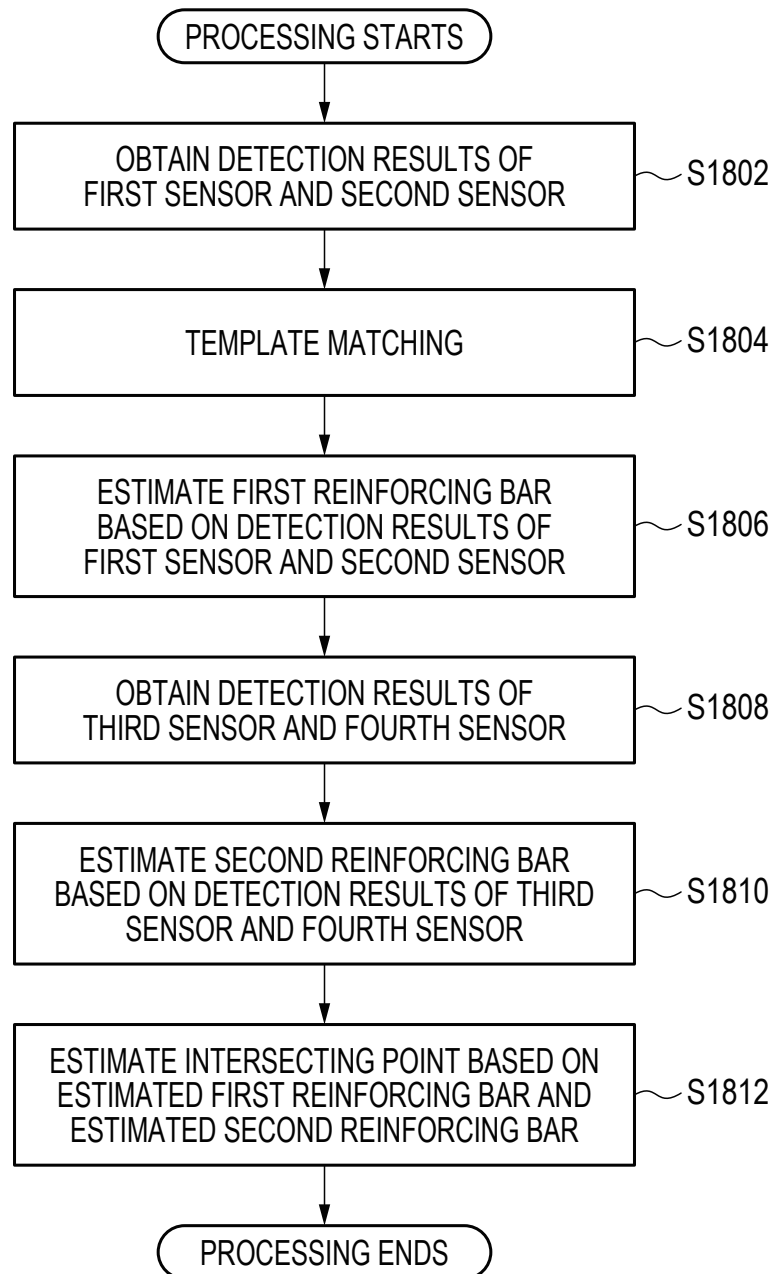 PROCESSING STARTS
OBTAIN DETECTION RESULTS OF
FIRST SENSOR AND SECOND SENSOR
S1802
TEMPLATE MATCHING
S1804
ESTIMATE FIRST REINFORCING BAR
BASED ON DETECTION RESULTS OF
FIRST SENSOR AND SECOND SENSOR
S1806
OBTAIN DETECTION RESULTS OF
THIRD SENSOR AND FOURTH SENSOR
S1808
ESTIMATE SECOND REINFORCING BAR
BASED ON DETECTION RESULTS OF THIRD
SENSOR AND FOURTH SENSOR
S1810
ESTIMATE INTERSECTING POINT BASED ON
ESTIMATED FIRST REINFORCING BAR AND
ESTIMATED SECOND REINFORCING BAR
S1812
PROCESSING ENDS